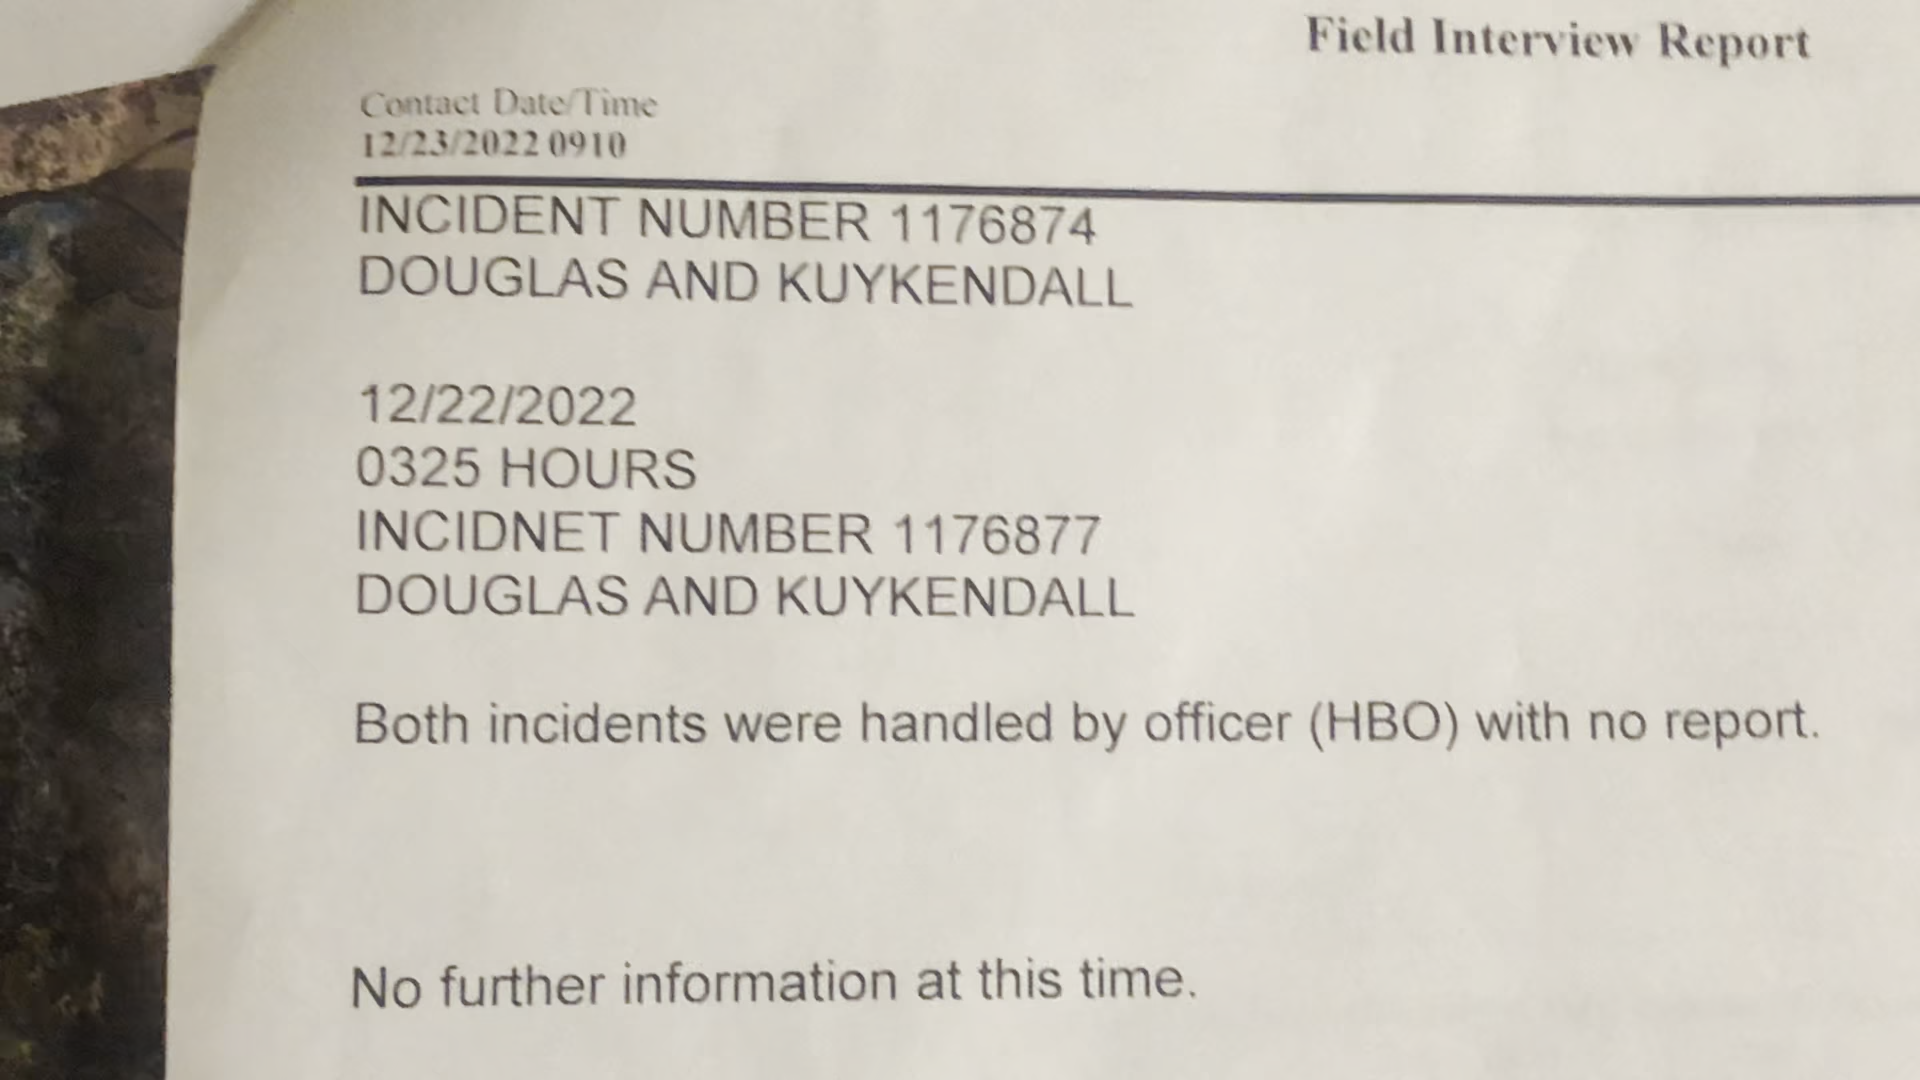 Field Interview Report
Contact Date/Time
12/23/2022 0910
INCIDENT NUMBER 1176874
DOUGLAS AND KUYKENDALL
12/22/2022
0325 HOURS
INCIDNET NUMBER 1176877
DOUGLAS AND KUYKENDALL
Both incidents were handled by officer (HBO) with no report.
No further information at this time.